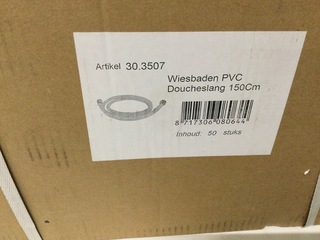 Artikel 30.3507
Wiesbaden PVC
Doucheslang 150Cm
8 717306 080644
Inhoud: 50 stuks